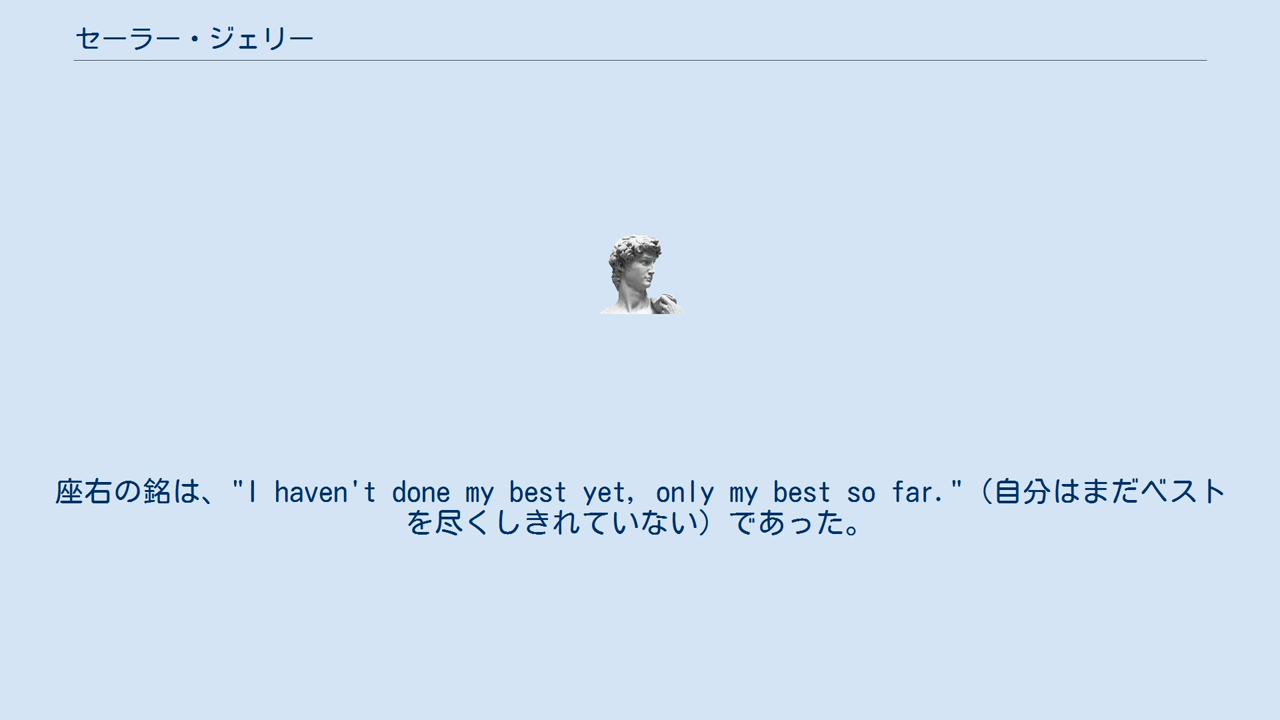 セーラー・ジェリー
座右の銘は、"I haven't done my best yet, only my best so far."（自分はまだベスト
を尽くしきれていない）であった。